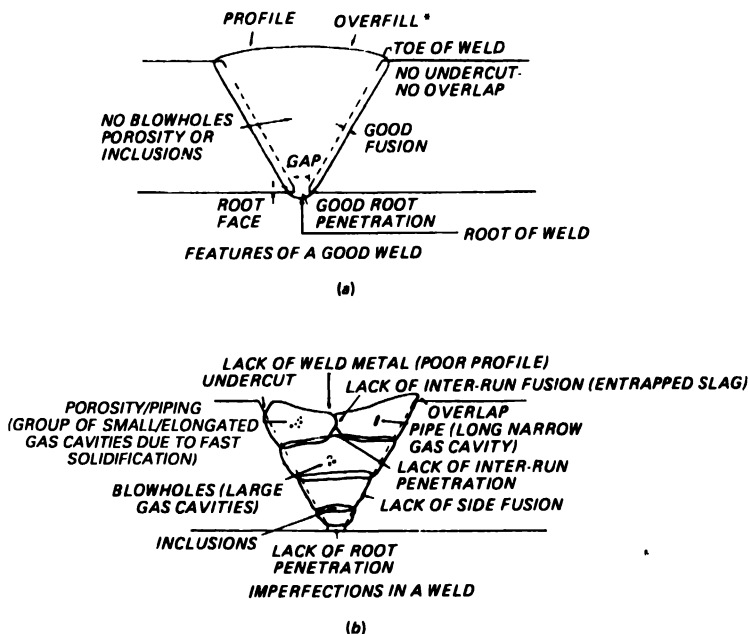 PROFILE
OVERFILL*
TOE OF WELD
NO UNDERCUT-
NO OVERLAP
NO BLOWHOLES
POROSITY OR
INCLUSIONS
GOOD
FUSION
GAP
ROOT
FACE
GOOD ROOT
PENETRATION
ROOT OF WELD
FEATURES OF A GOOD WELD
(a)
LACK OF WELD METAL (POOR PROFILE)
UNDERCUT
LACK OF INTER-RUN FUSION (ENTRAPPED SLAG)
POROSITY/PIPING
(GROUP OF SMALL/ELONGATED
GAS CAVITIES DUE TO FAST
SOLIDIFICATION)
OVERLAP
PIPE (LONG NARROW
GAS CAVITY)
LACK OF INTER-RUN
PENETRATION
BLOWHOLES (LARGE
GAS CAVITIES)
LACK OF SIDE FUSION
INCLUSIONS
LACK OF ROOT
PENETRATION
IMPERFECTIONS IN A WELD
(b)